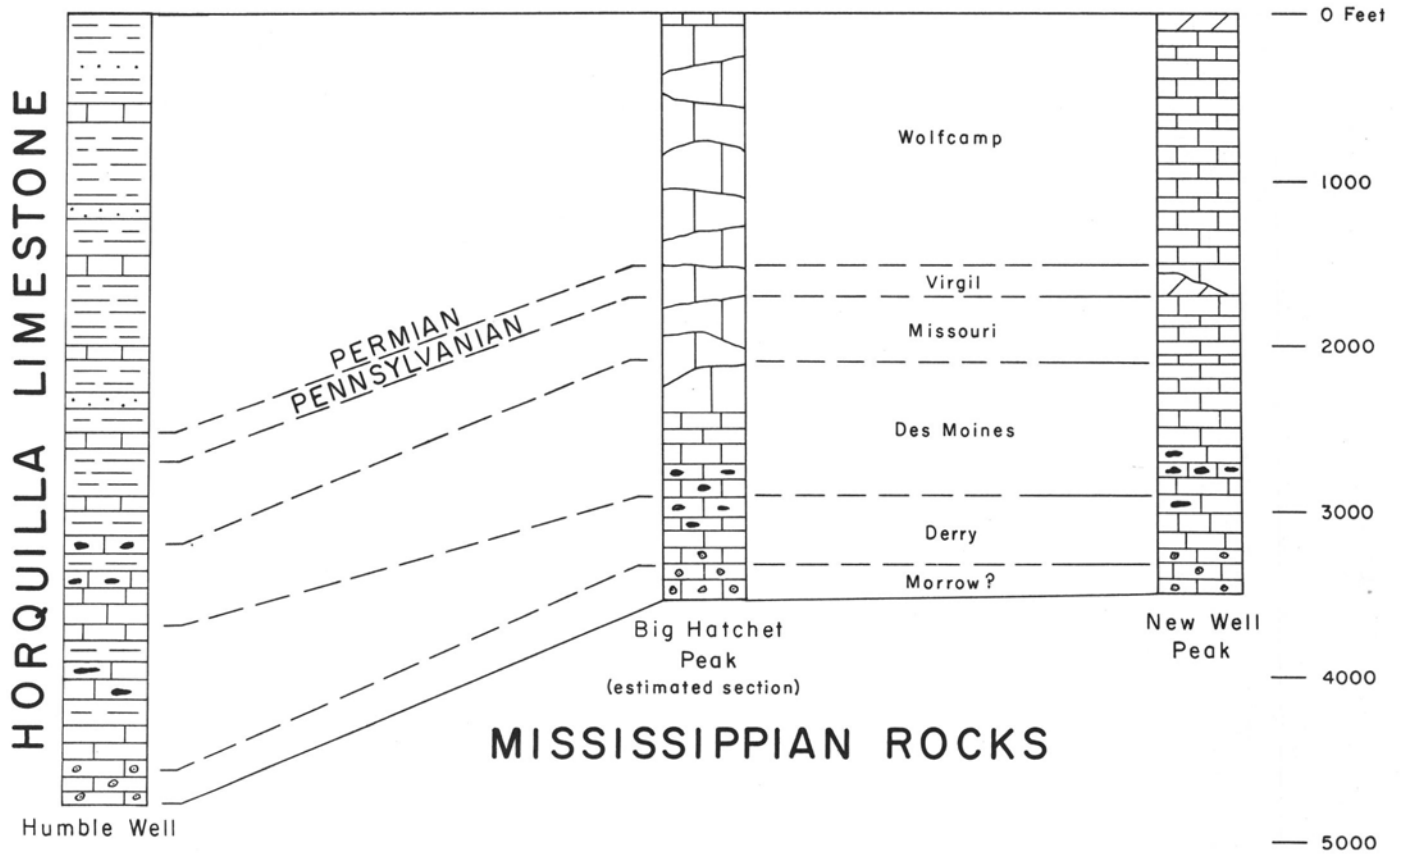 HORQUILLA LIMESTONE
0 Feet
Wolfcamp
1000
PERMIAN
PENNSYLVANIAN
Virgil
Missouri
2000
Des Moines
3000
Derry
Morrow?
Big Hatchet
Peak
(estimated section)
New Well
Peak
4000
MISSISSIPPIAN ROCKS
Humble Well
5000